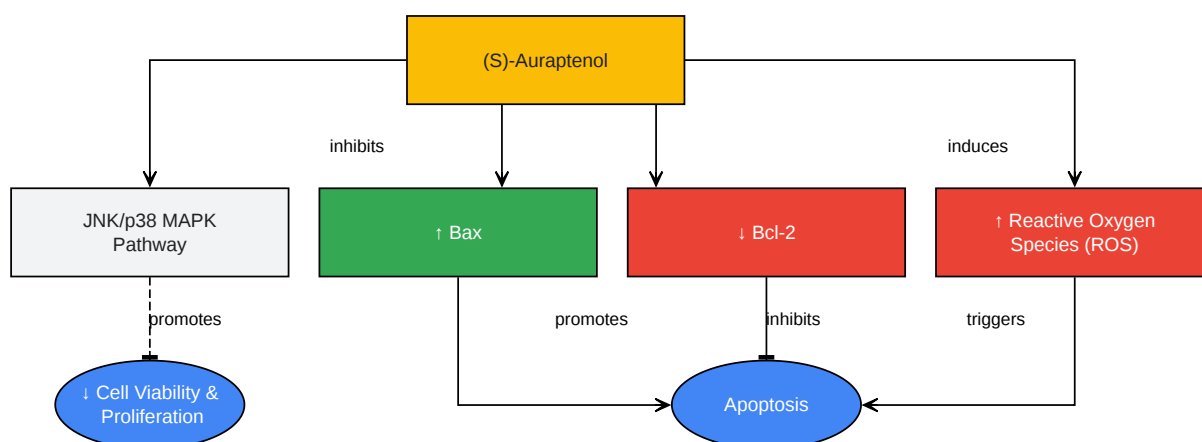 (S)-Auraptenol
inhibits
induces
JNK/p38 MAPK
Pathway
↑ Bax
↓ Bcl-2
↑ Reactive Oxygen
Species (ROS)
promotes
promotes
inhibits
triggers
↓ Cell Viability &
Proliferation
Apoptosis